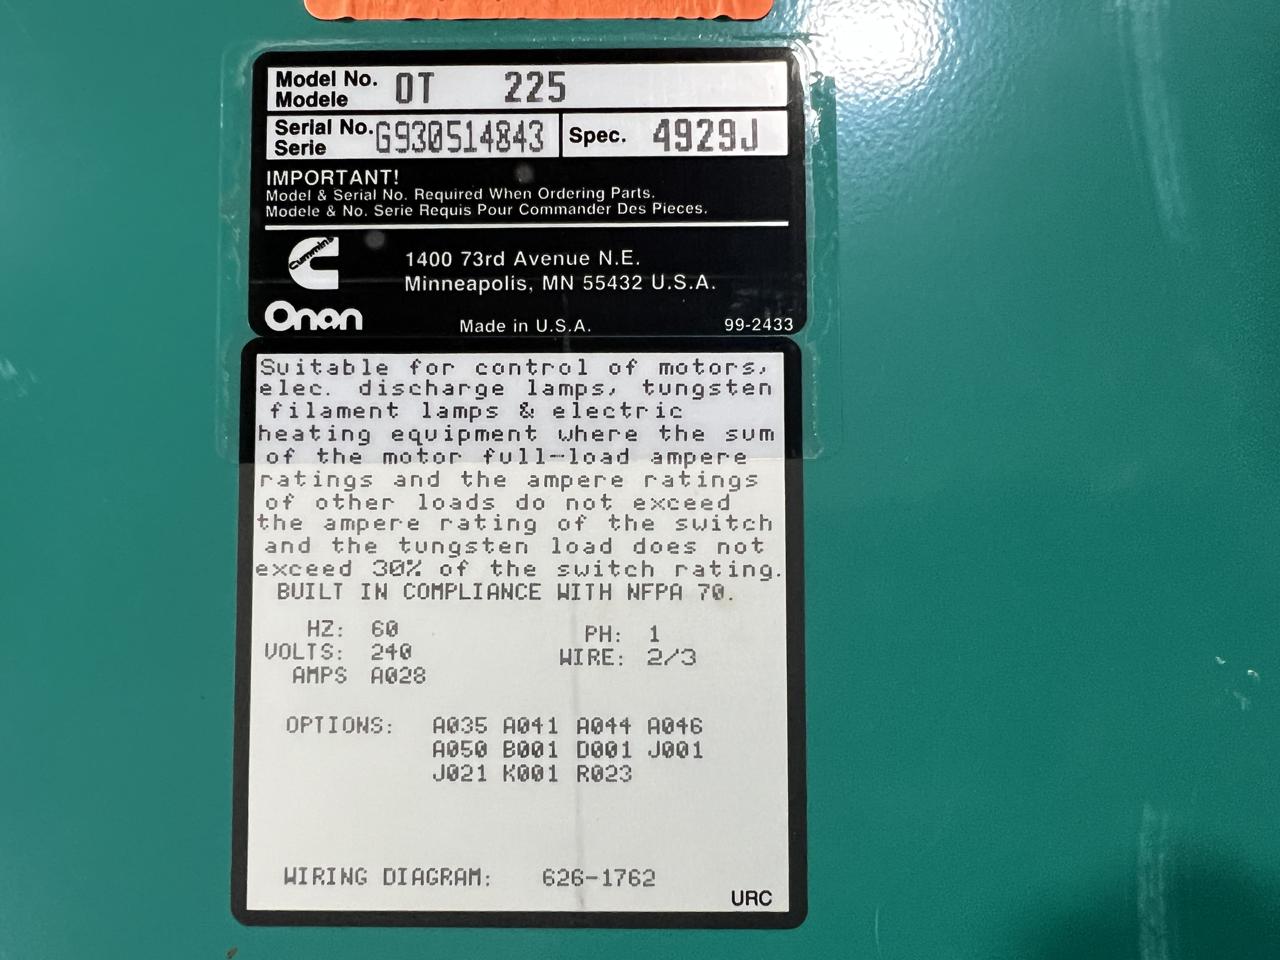 Model No. OT 225
Modele
Serial No. G930514843 Spec. 4929J
Serie
IMPORTANT!
Model & Serial No. Required When Ordering Parts.
Modele & No. Serie Requis Pour Commander Des Pieces.
Cummins
1400 73rd Avenue N.E.
Minneapolis, MN 55432 U.S.A.
Onan
Made in U.S.A. 99-2433
Suitable for control of motors,
elec. discharge lamps, tungsten
filament lamps & electric
heating equipment where the sum
of the motor full-load ampere
ratings and the ampere ratings
of other loads do not exceed
the ampere rating of the switch
and the tungsten load does not
exceed 30% of the switch rating.
BUILT IN COMPLIANCE WITH NFPA 70.
HZ: 60 PH: 1
VOLTS: 240 WIRE: 2/3
AMPS A028
OPTIONS: A035 A041 A044 A046
A050 B001 D001 J001
J021 K001 R023
WIRING DIAGRAM: 626-1762
URC